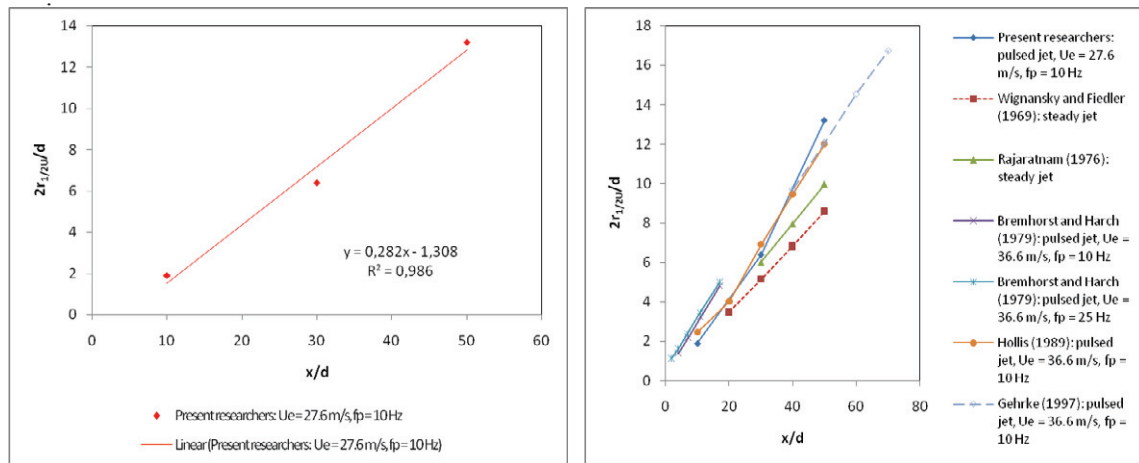 14
12
10
8
6
4
2
0
2r1/2U/d
y = 0,282x - 1,308
R² = 0,986
0 10 20 30 40 50 60
x/d
Present researchers: Ue = 27.6 m/s, fp = 10 Hz
Linear (Present researchers: Ue = 27.6 m/s, fp = 10 Hz)
18
16
14
12
10
8
6
4
2
0
2r1/2U/d
0 20 40 60 80
x/d
Present researchers:
pulsed jet, Ue = 27.6
m/s, fp = 10 Hz
Wignansky and Fiedler
(1969): steady jet
Rajaratnam (1976):
steady jet
Bremhorst and Harch
(1979): pulsed jet, Ue =
36.6 m/s, fp = 10 Hz
Bremhorst and Harch
(1979): pulsed jet, Ue =
36.6 m/s, fp = 25 Hz
Hollis (1989): pulsed
jet, Ue = 36.6 m/s, fp =
10 Hz
Gehrke (1997): pulsed
jet, Ue = 36.6 m/s, fp =
10 Hz